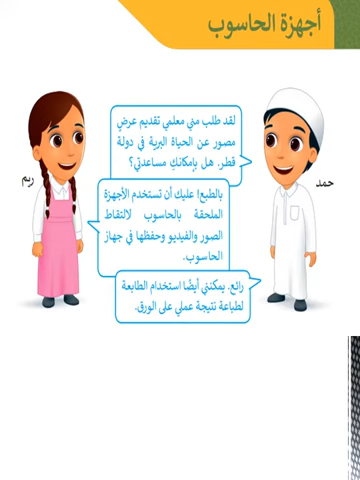 أجهزة الحاسوب
لقد طلب مني معلمي تقديم عرضٍ
مصور عن الحياة البرية في دولة
قطر. هل بإمكانكِ مساعدتي؟
حمد
ريم
بالطبع! عليك أن تستخدم الأجهزة
الملحقة بالحاسوب لالتقاط
الصور والفيديو وحفظها في جهاز
الحاسوب.
رائع. يمكنني أيضًا استخدام الطابعة
لطباعة نتيجة عملي على الورق.